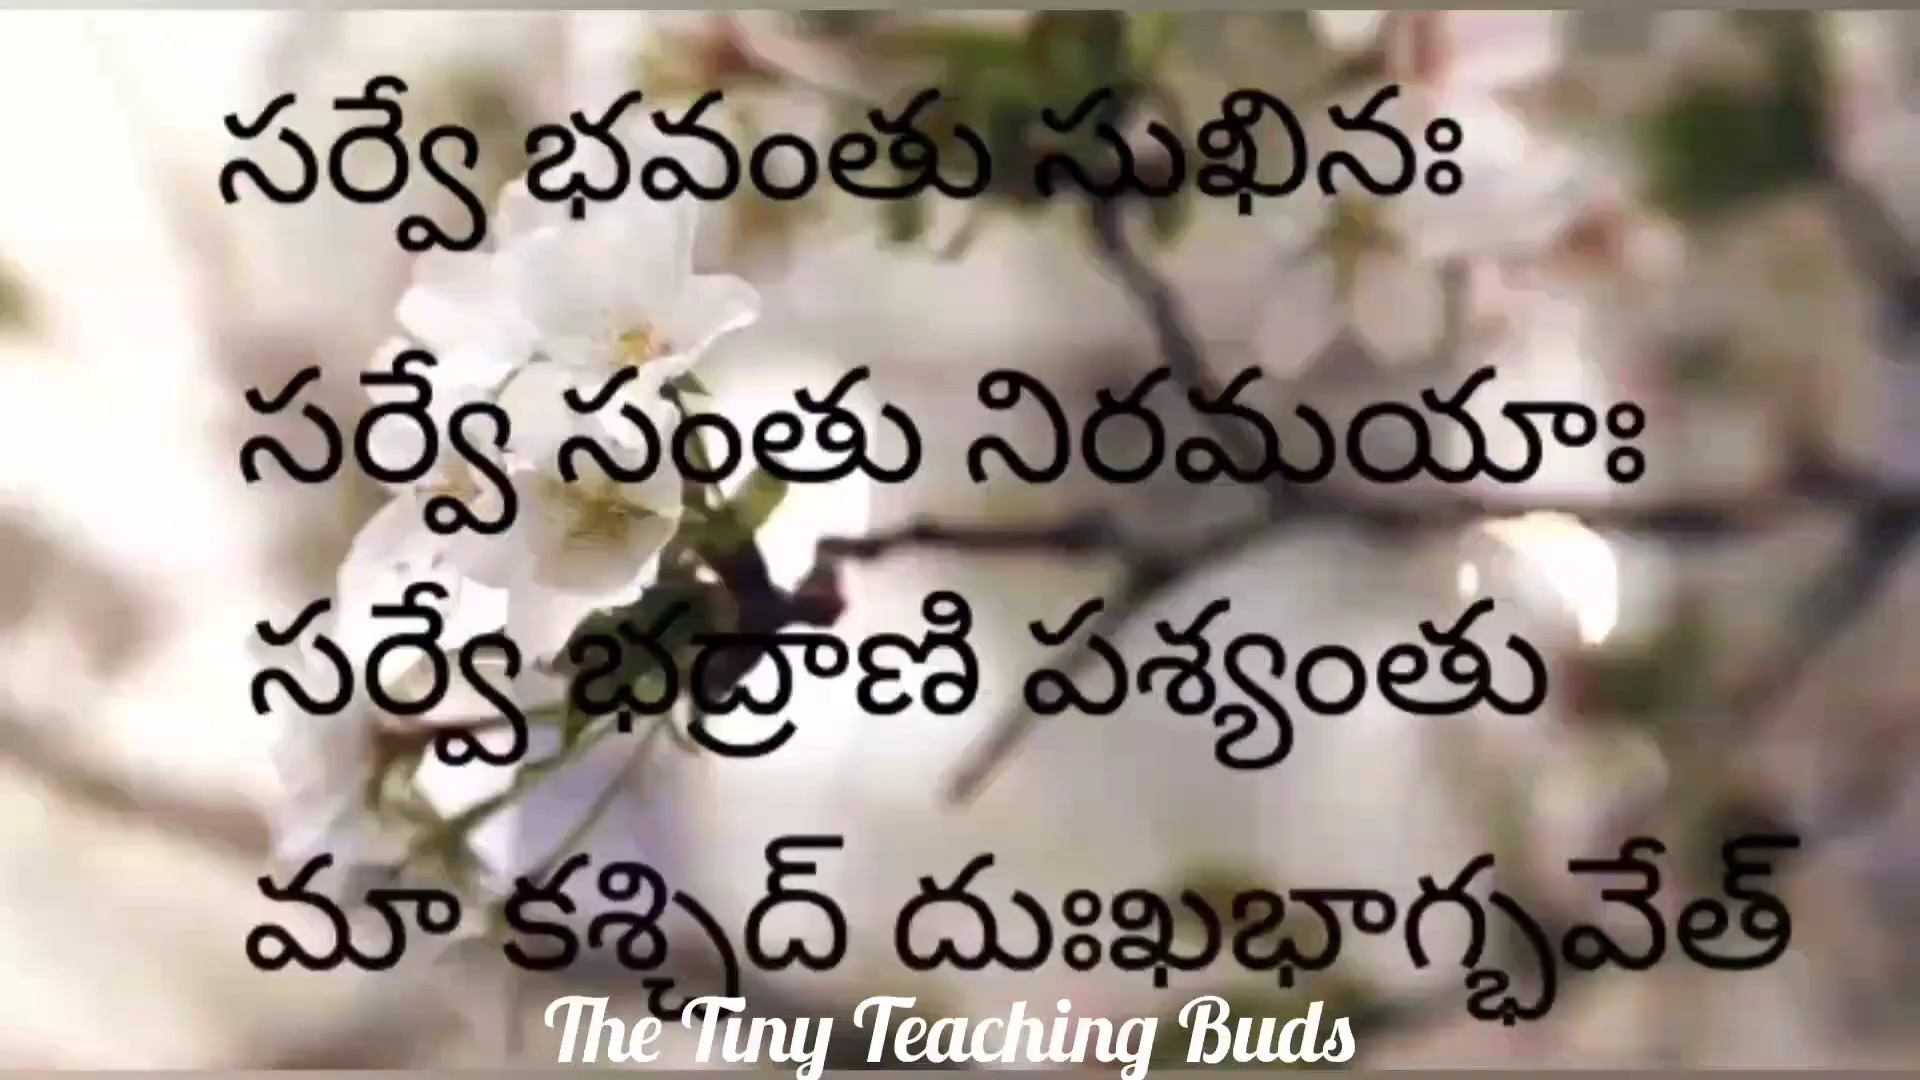 సర్వే భవంతు సుఖినః
సర్వే సంతు నిరమయాః
సర్వే భద్రాణి పశ్యంతు
మా కశ్చిద్ దుఃఖభాగ్భవేత్
The Tiny Teaching Buds